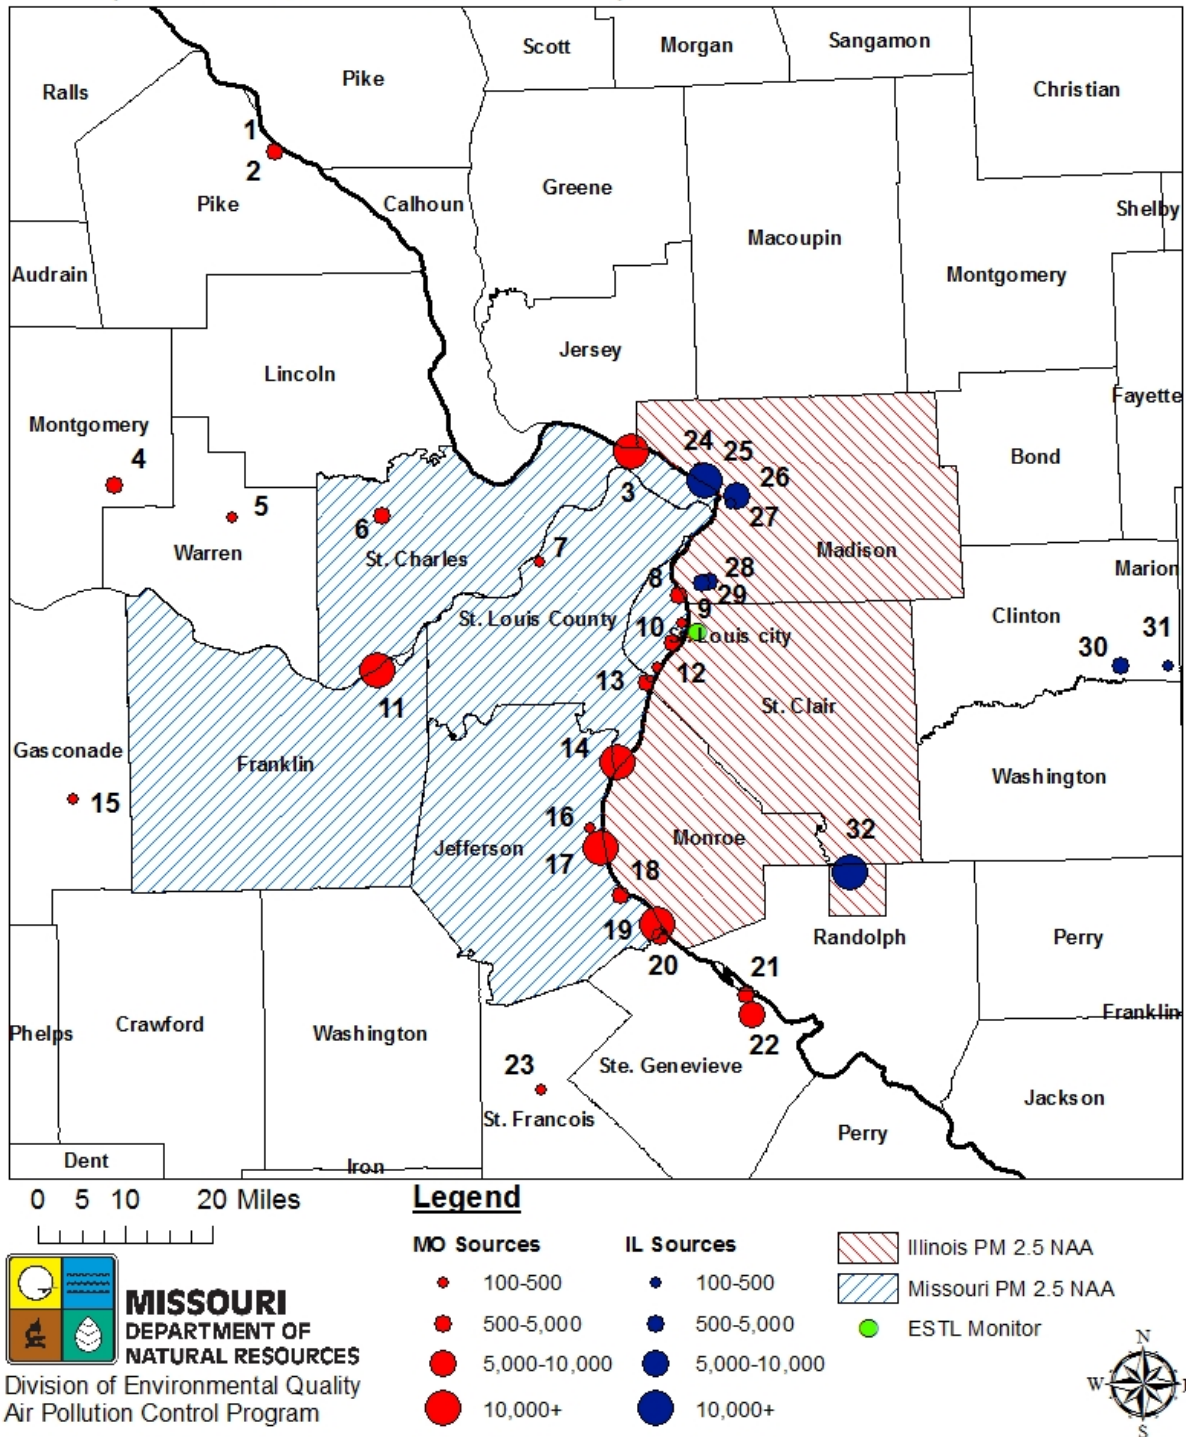 Scott
Morgan
Sangamon
Ralls
Pike
Christian
1
2
Pike
Calhoun
Greene
Macoupin
Shelby
Audrain
Montgomery
Jersey
Lincoln
Fayette
Montgomery
4
5
Warren
6
St. Charles
7
3
24
25
26
27
Bond
Madison
Marion
28
29
8
9
10
St. Louis County
St. Louis city
Clinton
30
31
11
12
13
St. Clair
Gasconade
Franklin
14
Washington
15
16
Jefferson
17
Monroe
32
18
19
20
Randolph
Perry
21
22
Phelps
Crawford
Washington
Franklin
Ste. Genevieve
23
St. Francois
Jackson
Perry
Dent
Iron
0 5 10 20 Miles
Legend
MO Sources
100-500
500-5,000
5,000-10,000
10,000+
IL Sources
100-500
500-5,000
5,000-10,000
10,000+
Illinois PM 2.5 NAA
Missouri PM 2.5 NAA
ESTL Monitor
MISSOURI
DEPARTMENT OF
NATURAL RESOURCES
Division of Environmental Quality
Air Pollution Control Program
N
W
S